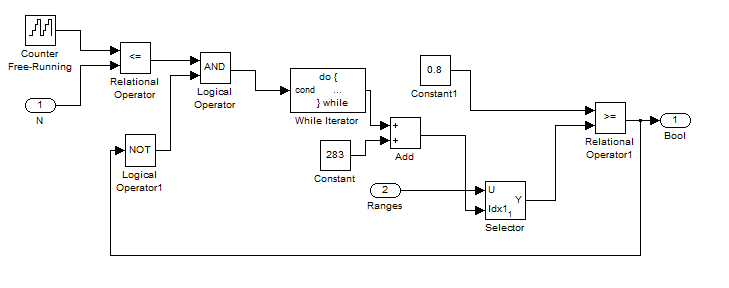 Counter
Free-Running
1
N
<=
Relational
Operator
AND
Logical
Operator
NOT
Logical
Operator1
do {
cond ...
} while
While Iterator
283
Constant
+
+
Add
2
Ranges
0.8
Constant1
U
Y
Idx1
1
Selector
>=
Relational
Operator1
1
Bool